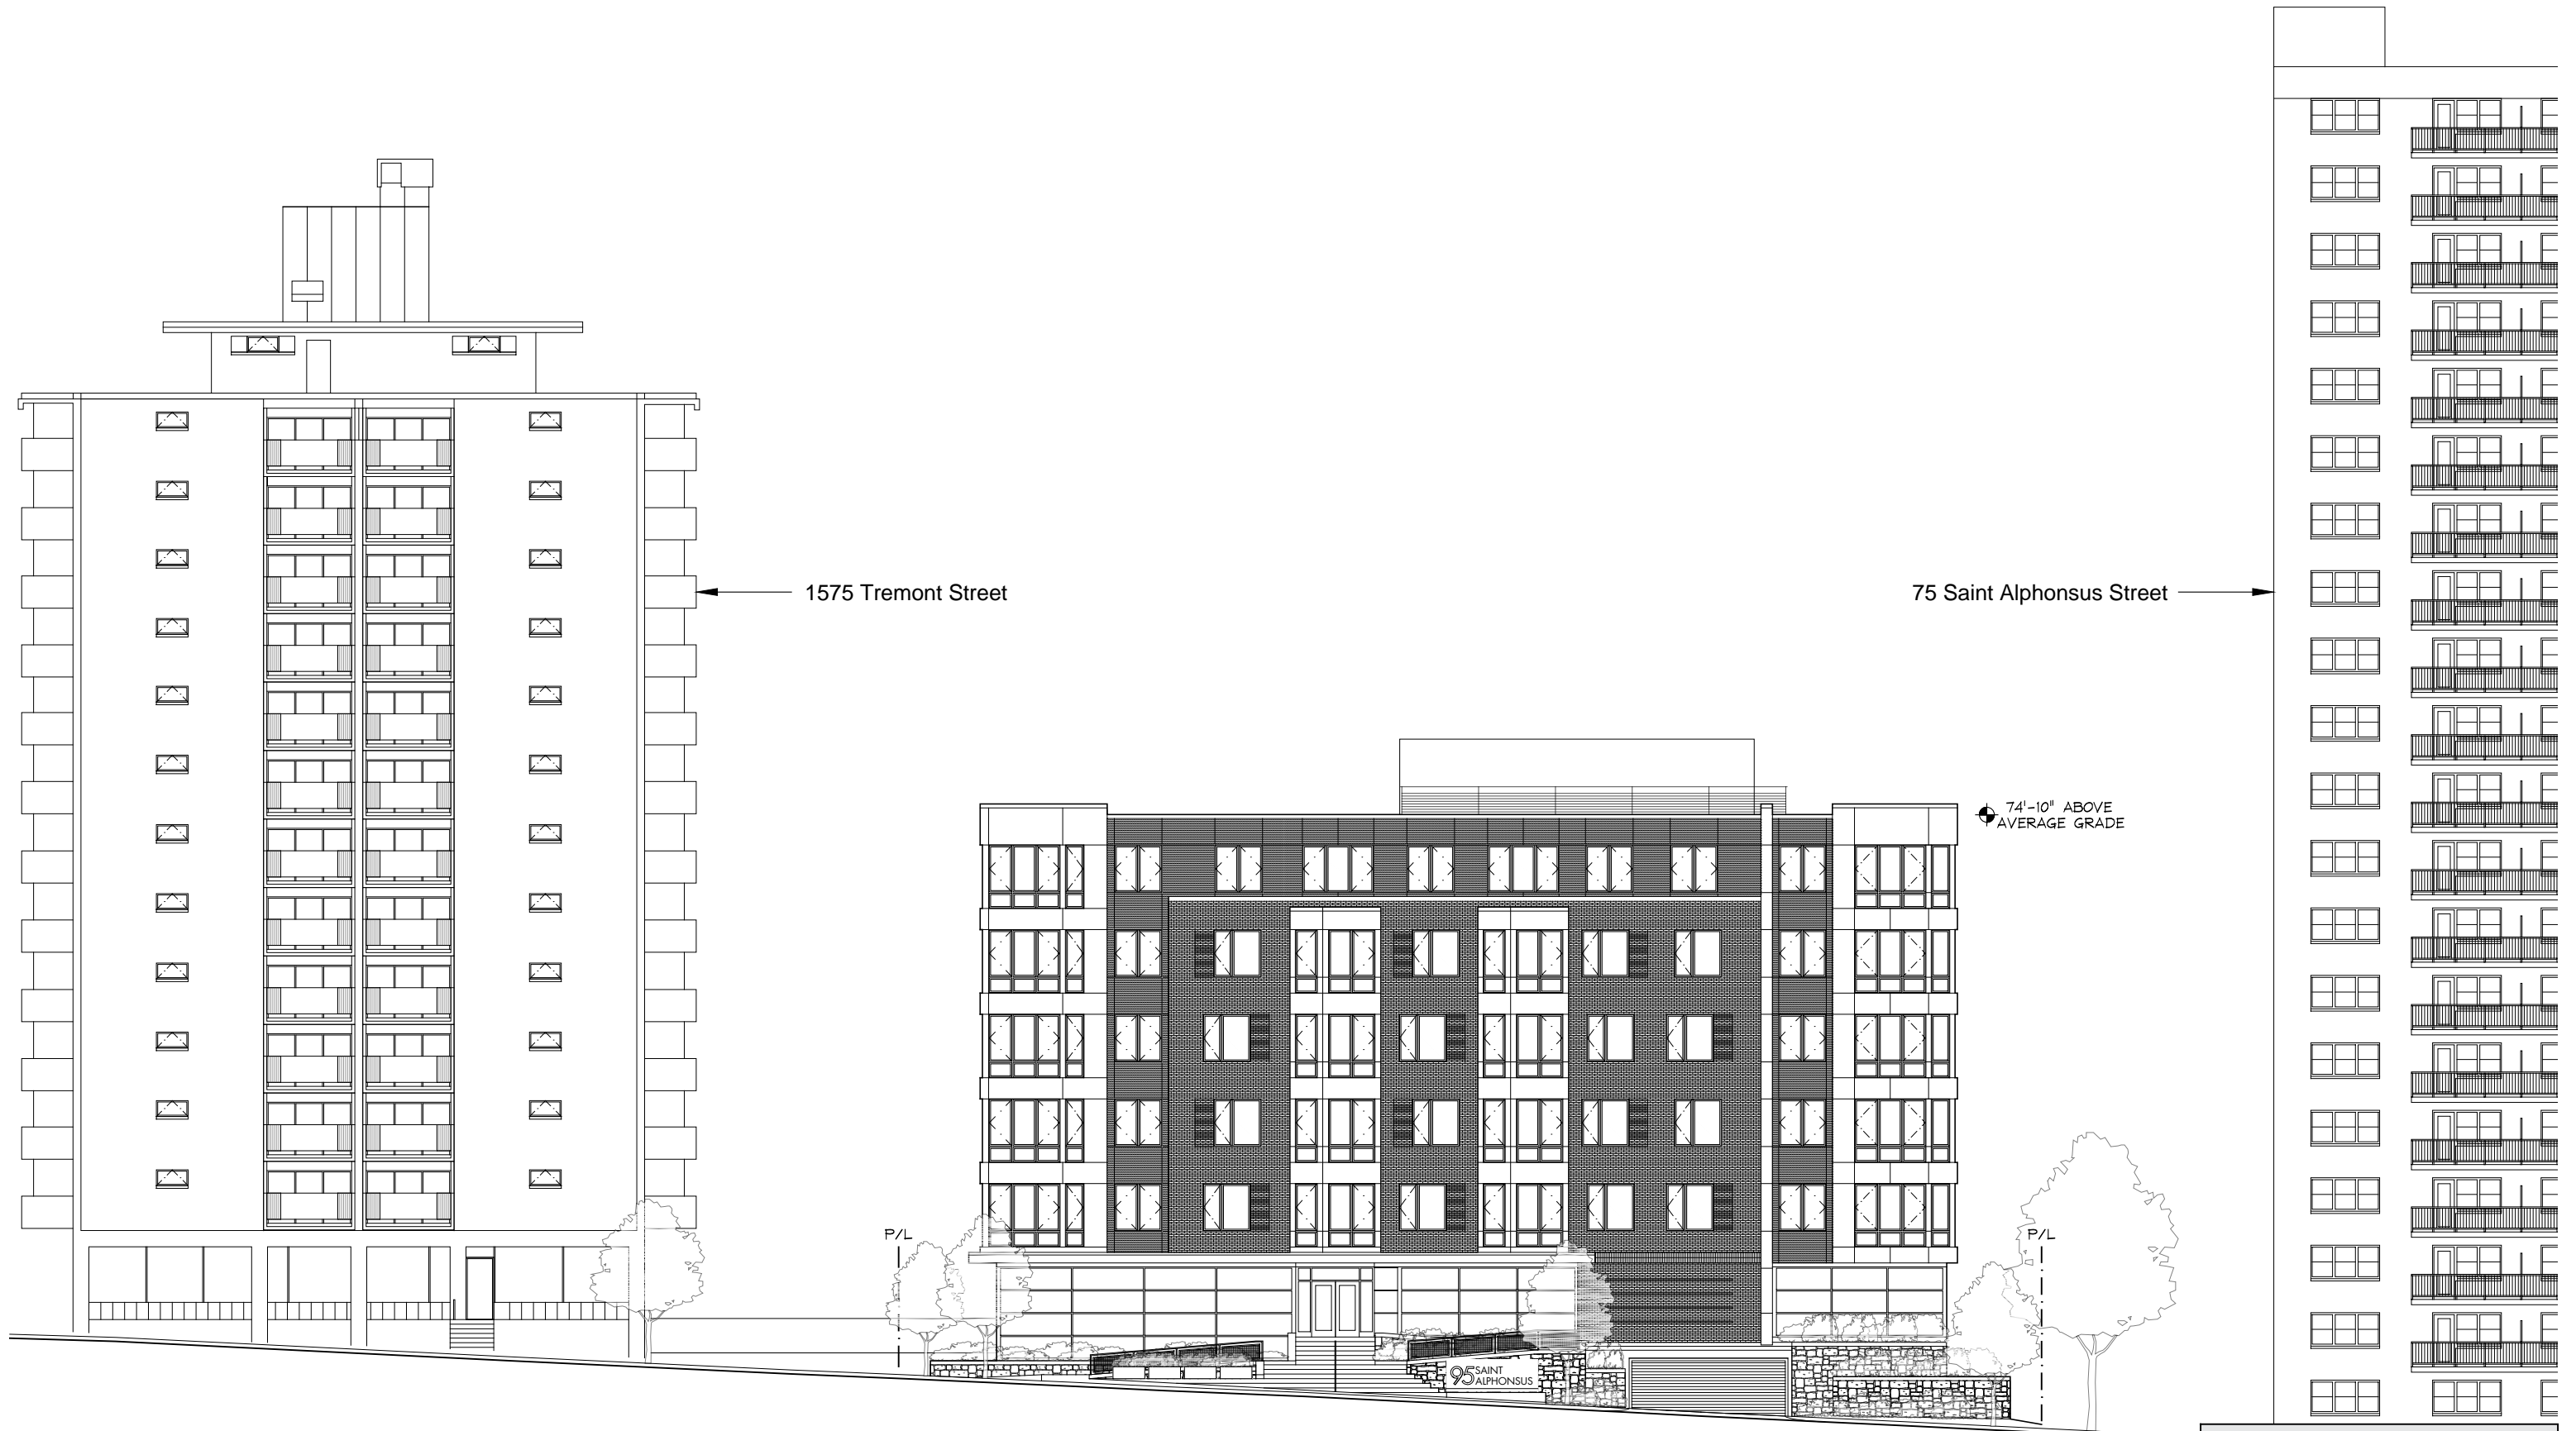 1575 Tremont Street
75 Saint Alphonsus Street
74'-10" ABOVE
AVERAGE GRADE
P/L
P/L
95 SAINT
ALPHONSUS